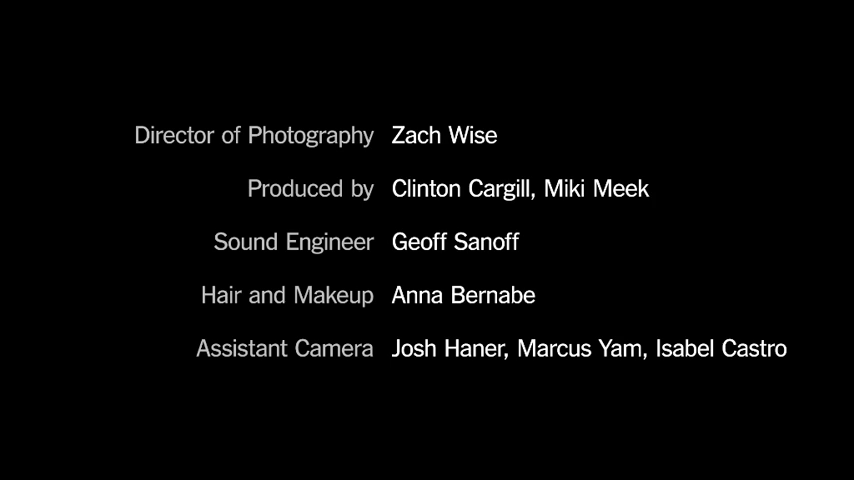 Director of Photography Zach Wise
Produced by Clinton Cargill, Miki Meek
Sound Engineer Geoff Sanoff
Hair and Makeup Anna Bernabe
Assistant Camera Josh Haner, Marcus Yam, Isabel Castro